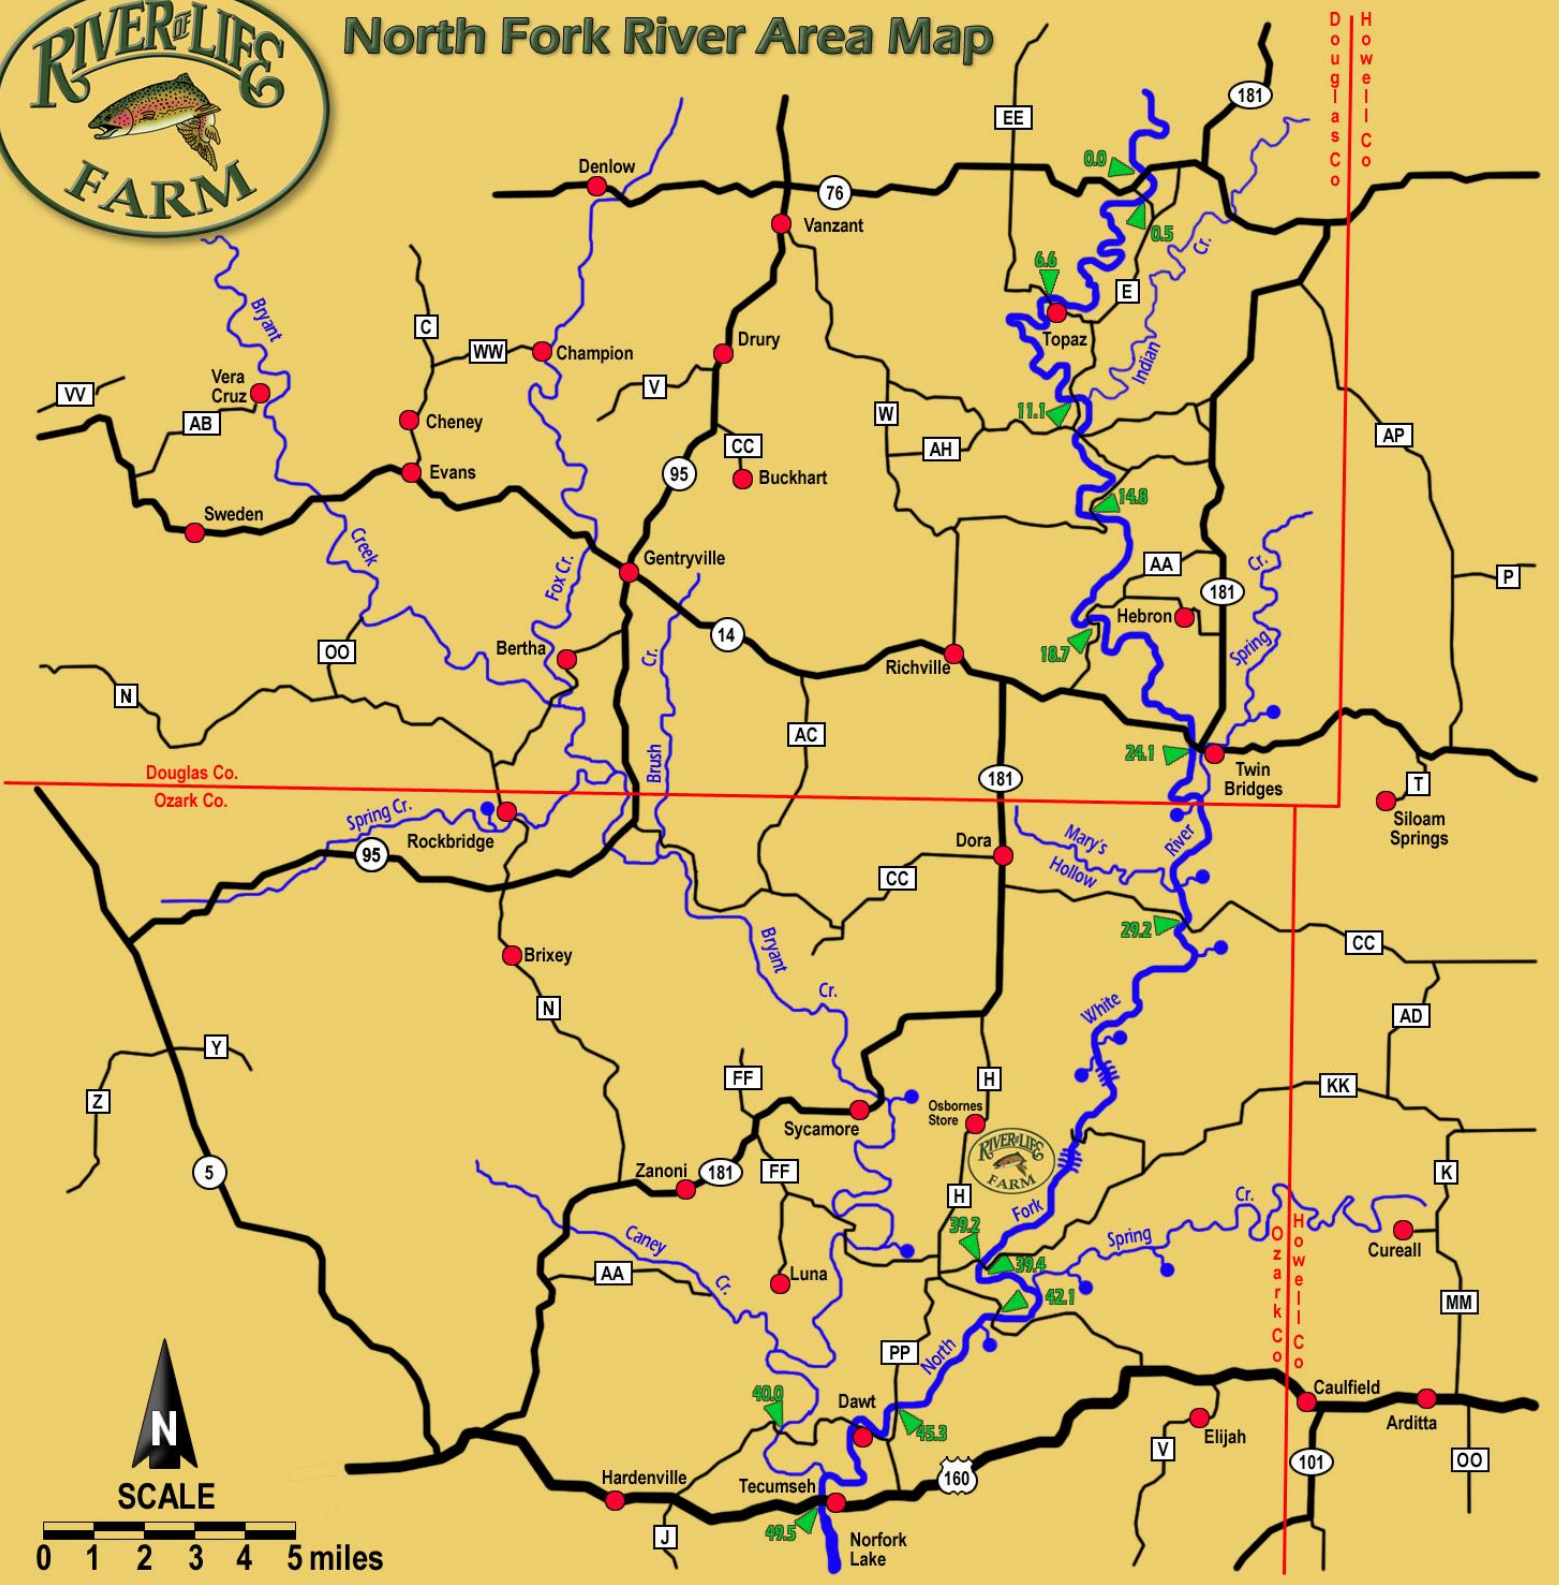 RIVER OF LIFE
FARM
North Fork River Area Map
Douglas Co
Howell Co
181
EE
0.0
Denlow
76
Vanzant
0.5
Cr.
6.6
E
Bryant
C
WW
Champion
Drury
Topaz
Indian
V
VV
Vera
Cruz
AB
Cheney
W
11.1
AH
AP
CC
Evans
95
Buckhart
14.8
Sweden
Creek
Gentryville
Fox Cr.
AA
Cr.
P
181
Hebron
14
OO
Bertha
Cr.
Richville
18.7
Spring
N
AC
Brush
24.1
Twin
Bridges
Douglas Co.
Ozark Co.
181
T
Siloam
Springs
Spring Cr.
Rockbridge
95
Dora
Mary's
Hollow
River
CC
29.2
CC
Bryant
Brixey
Cr.
N
White
AD
Y
Z
FF
H
KK
Osbornes
Store
Sycamore
RIVER OF LIFE
FARM
5
Zanoni
181
FF
H
K
Fork
Cr.
39.2
Spring
Caney
Cureall
Ozark Co
Howell Co
39.4
AA
Cr.
Luna
42.1
MM
PP
North
N
40.0
Dawt
Caulfield
Arditta
45.3
Elijah
V
101
OO
SCALE
Hardenville
Tecumseh
160
49.5
J
Norfork
Lake
0 1 2 3 4 5 miles